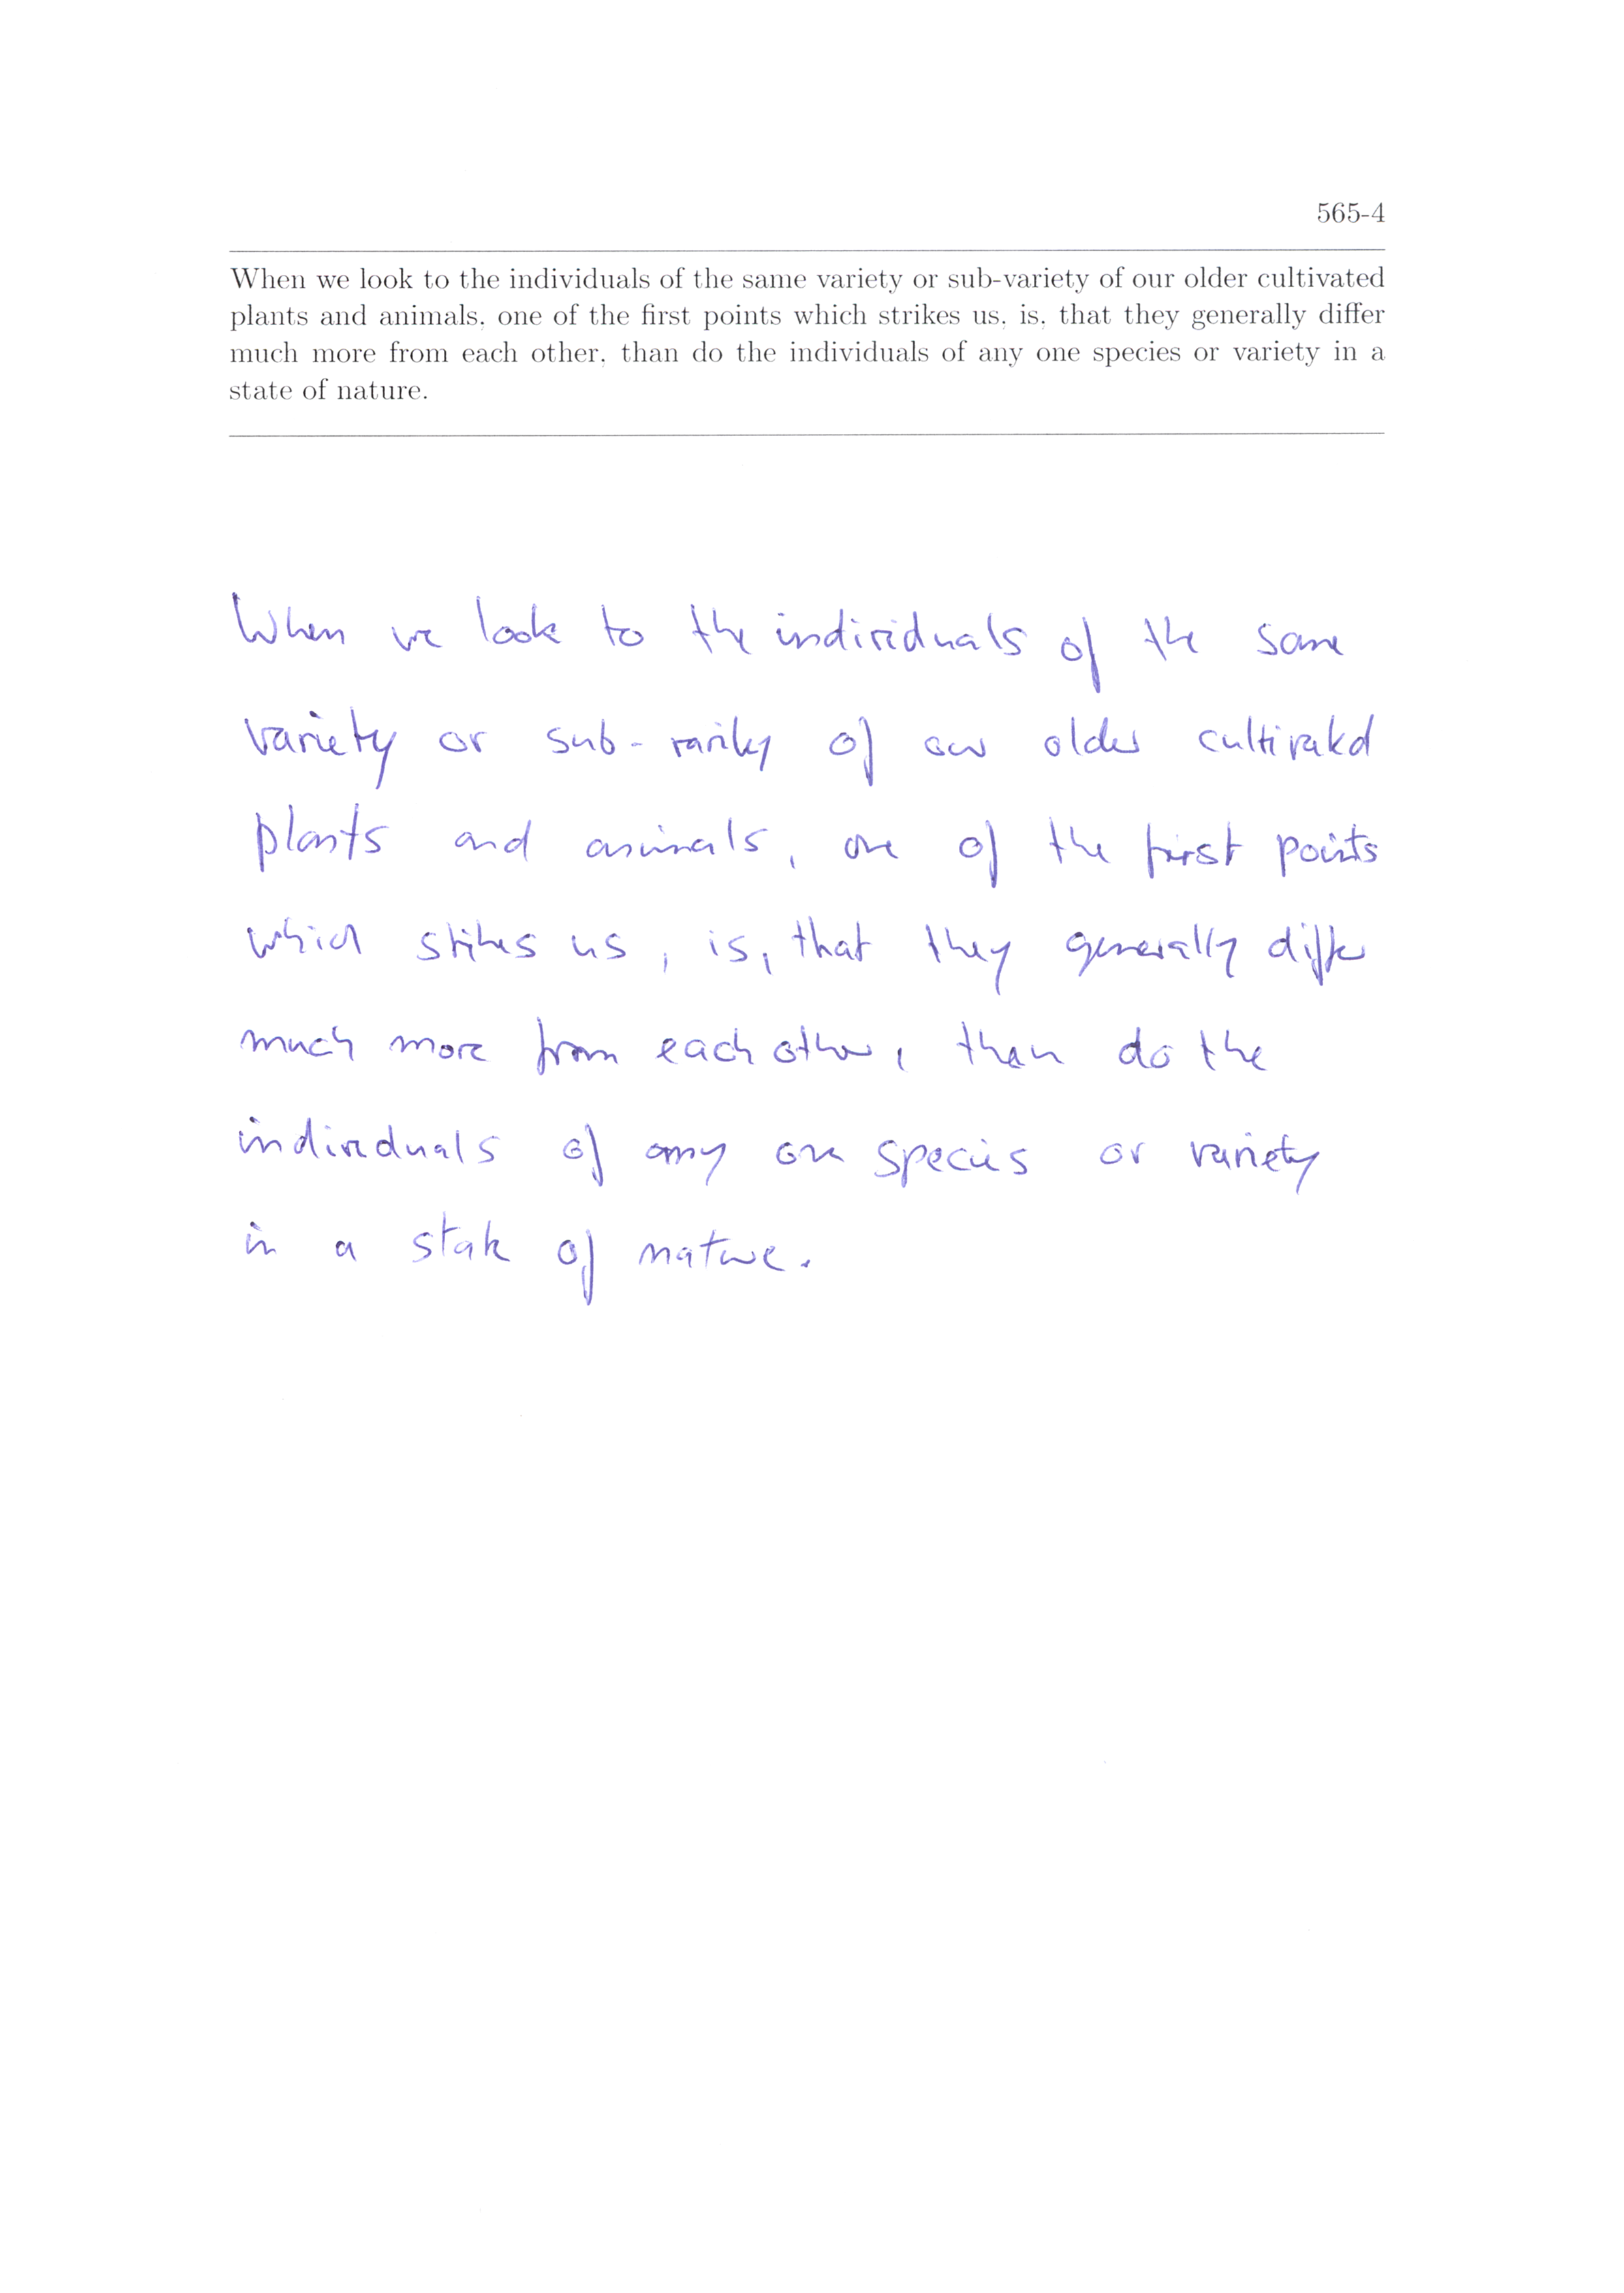 565-4
When we look to the individuals of the same variety or sub-variety of our older cultivated
plants and animals, one of the first points which strikes us, is, that they generally differ
much more from each other, than do the individuals of any one species or variety in a
state of nature.
When we look to the individuals of the same
variety or sub-variety of our older cultivated
plants and animals, one of the first points
which strikes us, is, that they generally differ
much more from each other, than do the
individuals of any one species or variety
in a state of nature.